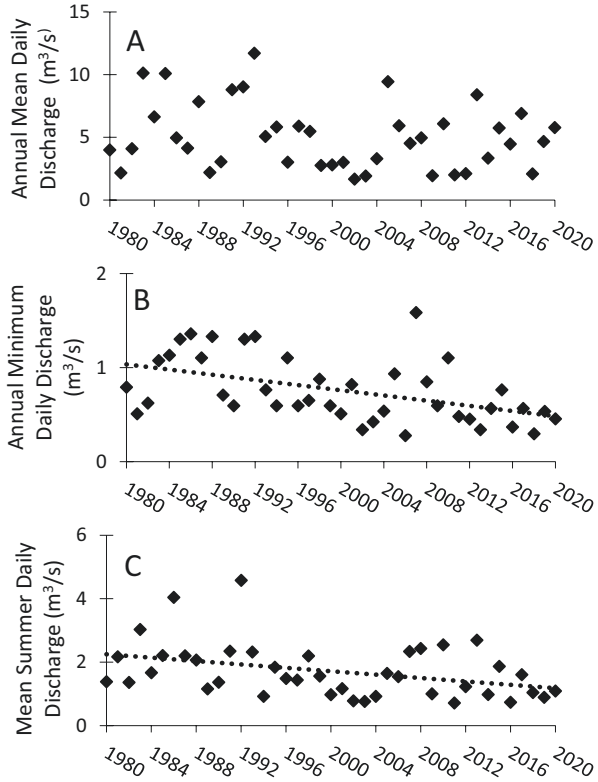 A
Annual Mean Daily
Discharge (m³/s)
15
10
5
0
1980 1984 1988 1992 1996 2000 2004 2008 2012 2016 2020
B
Annual Minimum
Daily Discharge
(m³/s)
2
1
0
1980 1984 1988 1992 1996 2000 2004 2008 2012 2016 2020
C
Mean Summer Daily
Discharge (m³/s)
6
4
2
0
1980 1984 1988 1992 1996 2000 2004 2008 2012 2016 2020